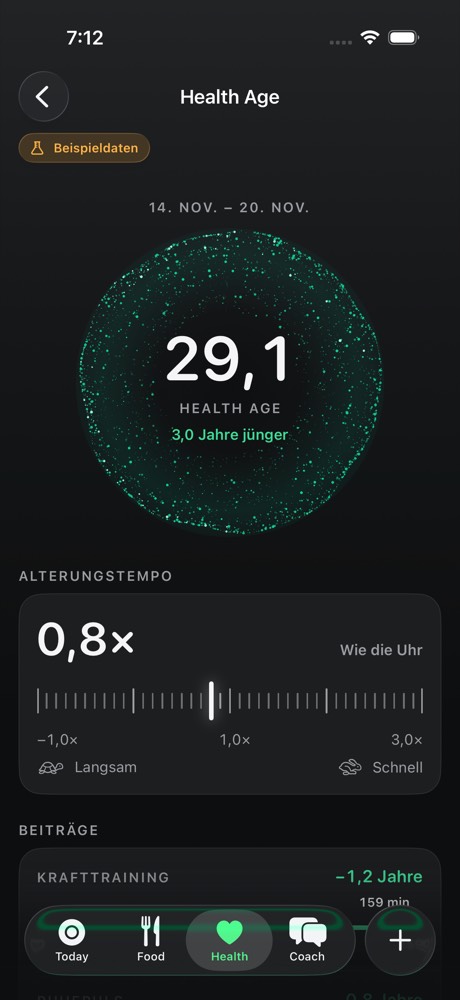 7:12
Health Age
Beispieldaten
14. NOV. – 20. NOV.
29,1
HEALTH AGE
3,0 Jahre jünger
ALTERUNGSTEMPO
0,8×
Wie die Uhr
−1,0× 1,0× 3,0×
Langsam Schnell
BEITRÄGE
KRAFTTRAINING −1,2 Jahre
159 min
Today Food Health Coach